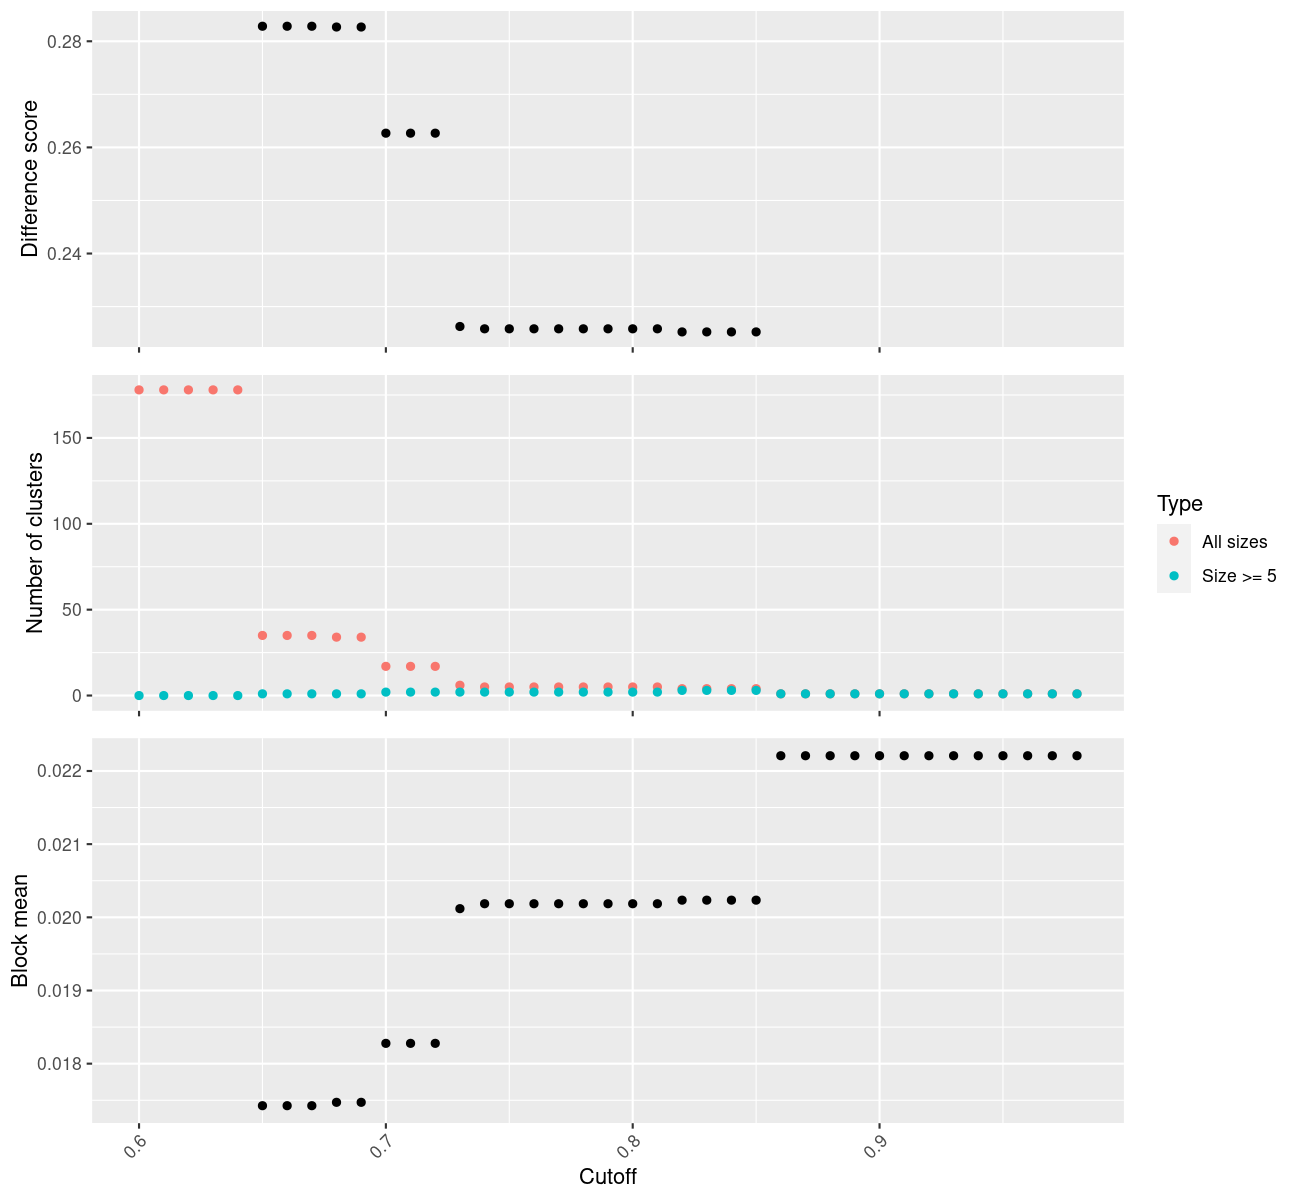 Difference score
0.28
0.26
0.24
Number of clusters
150
100
50
0
Type
All sizes
Size >= 5
Block mean
0.022
0.021
0.020
0.019
0.018
0.6 0.7 0.8 0.9
Cutoff